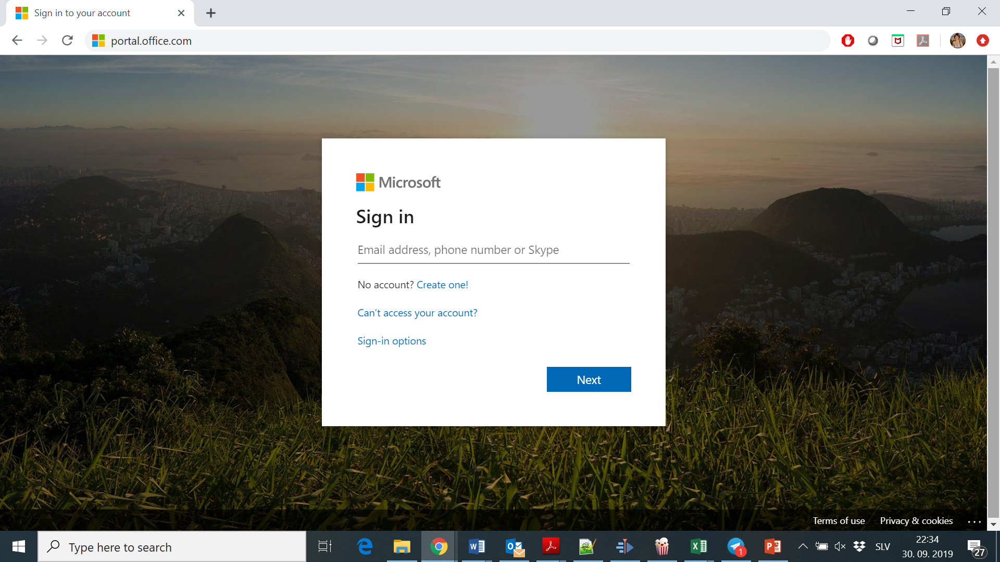 Sign in to your account
portal.office.com
Microsoft
Sign in
Email address, phone number or Skype
No account? Create one!
Can't access your account?
Sign-in options
Next
Terms of use Privacy & cookies ...
Type here to search
SLV
22:34
30. 09. 2019
1
27